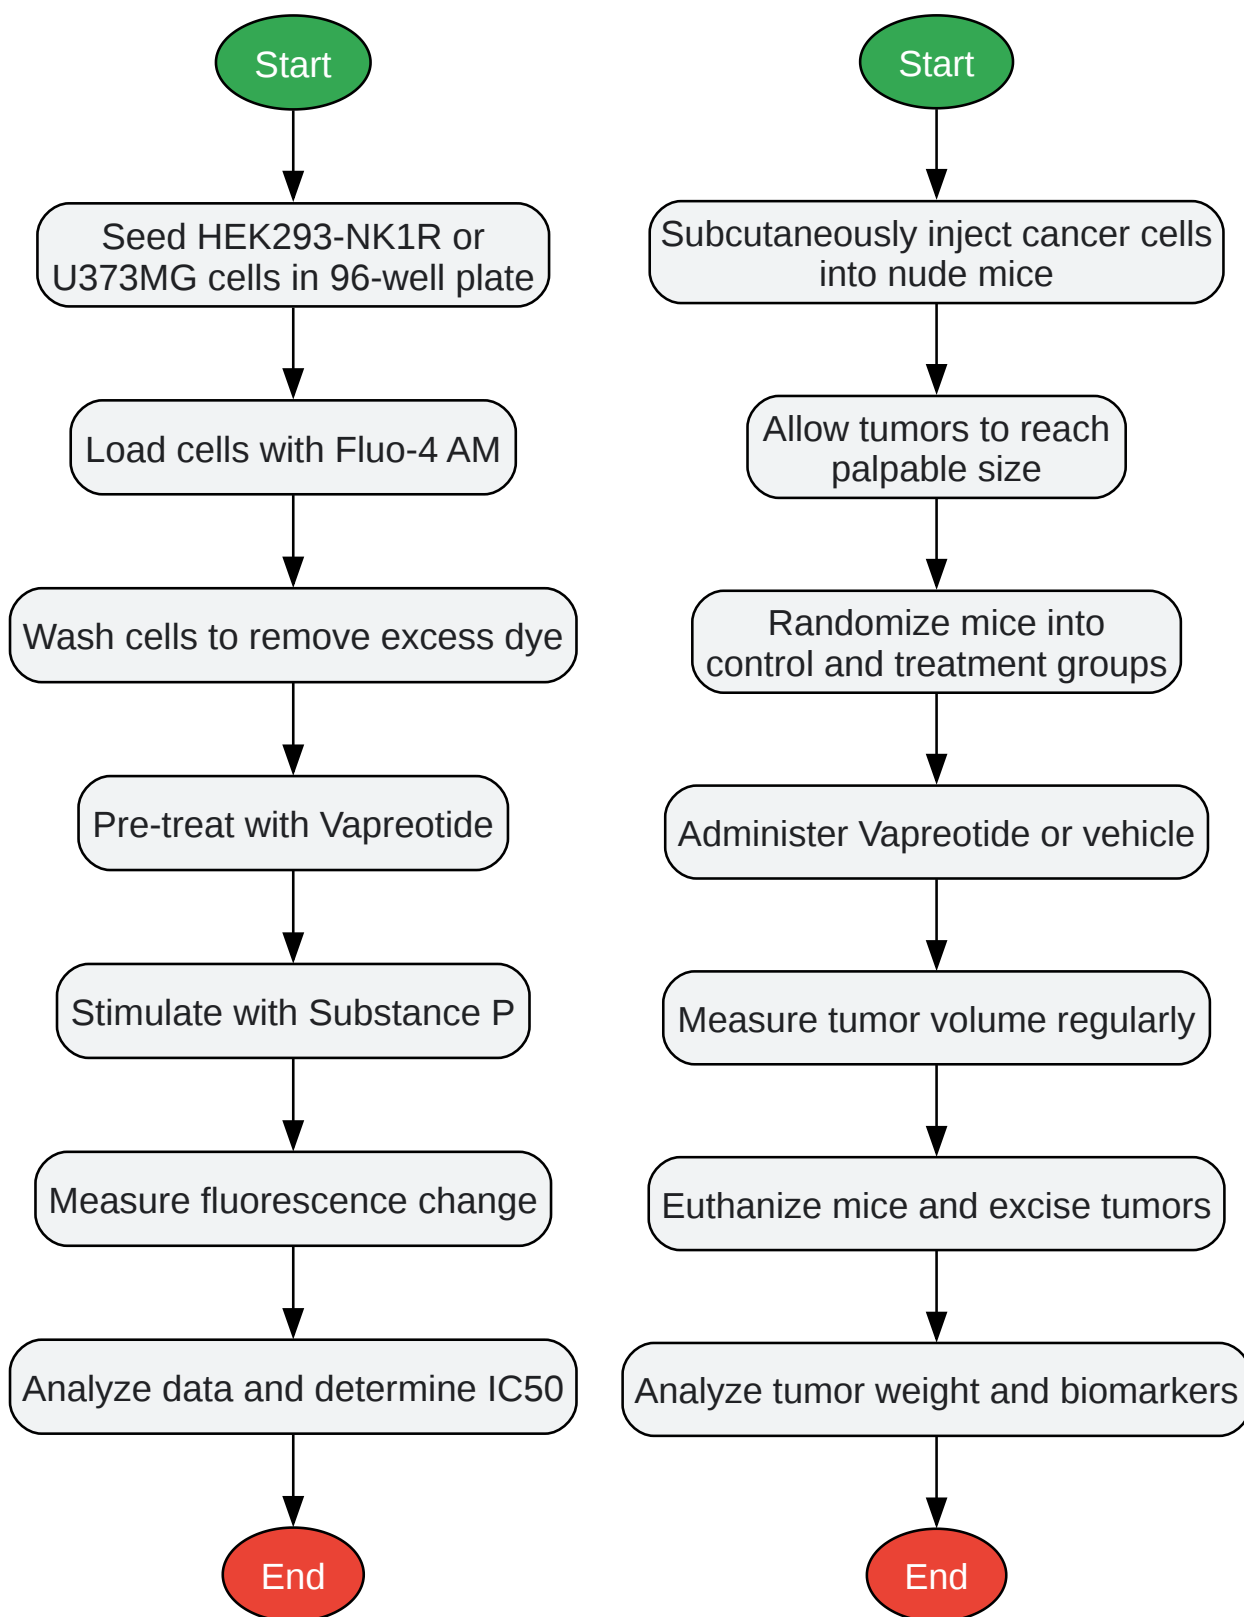 Start
Seed HEK293-NK1R or
U373MG cells in 96-well plate
Load cells with Fluo-4 AM
Wash cells to remove excess dye
Pre-treat with Vapreotide
Stimulate with Substance P
Measure fluorescence change
Analyze data and determine IC50
End
Start
Subcutaneously inject cancer cells
into nude mice
Allow tumors to reach
palpable size
Randomize mice into
control and treatment groups
Administer Vapreotide or vehicle
Measure tumor volume regularly
Euthanize mice and excise tumors
Analyze tumor weight and biomarkers
End